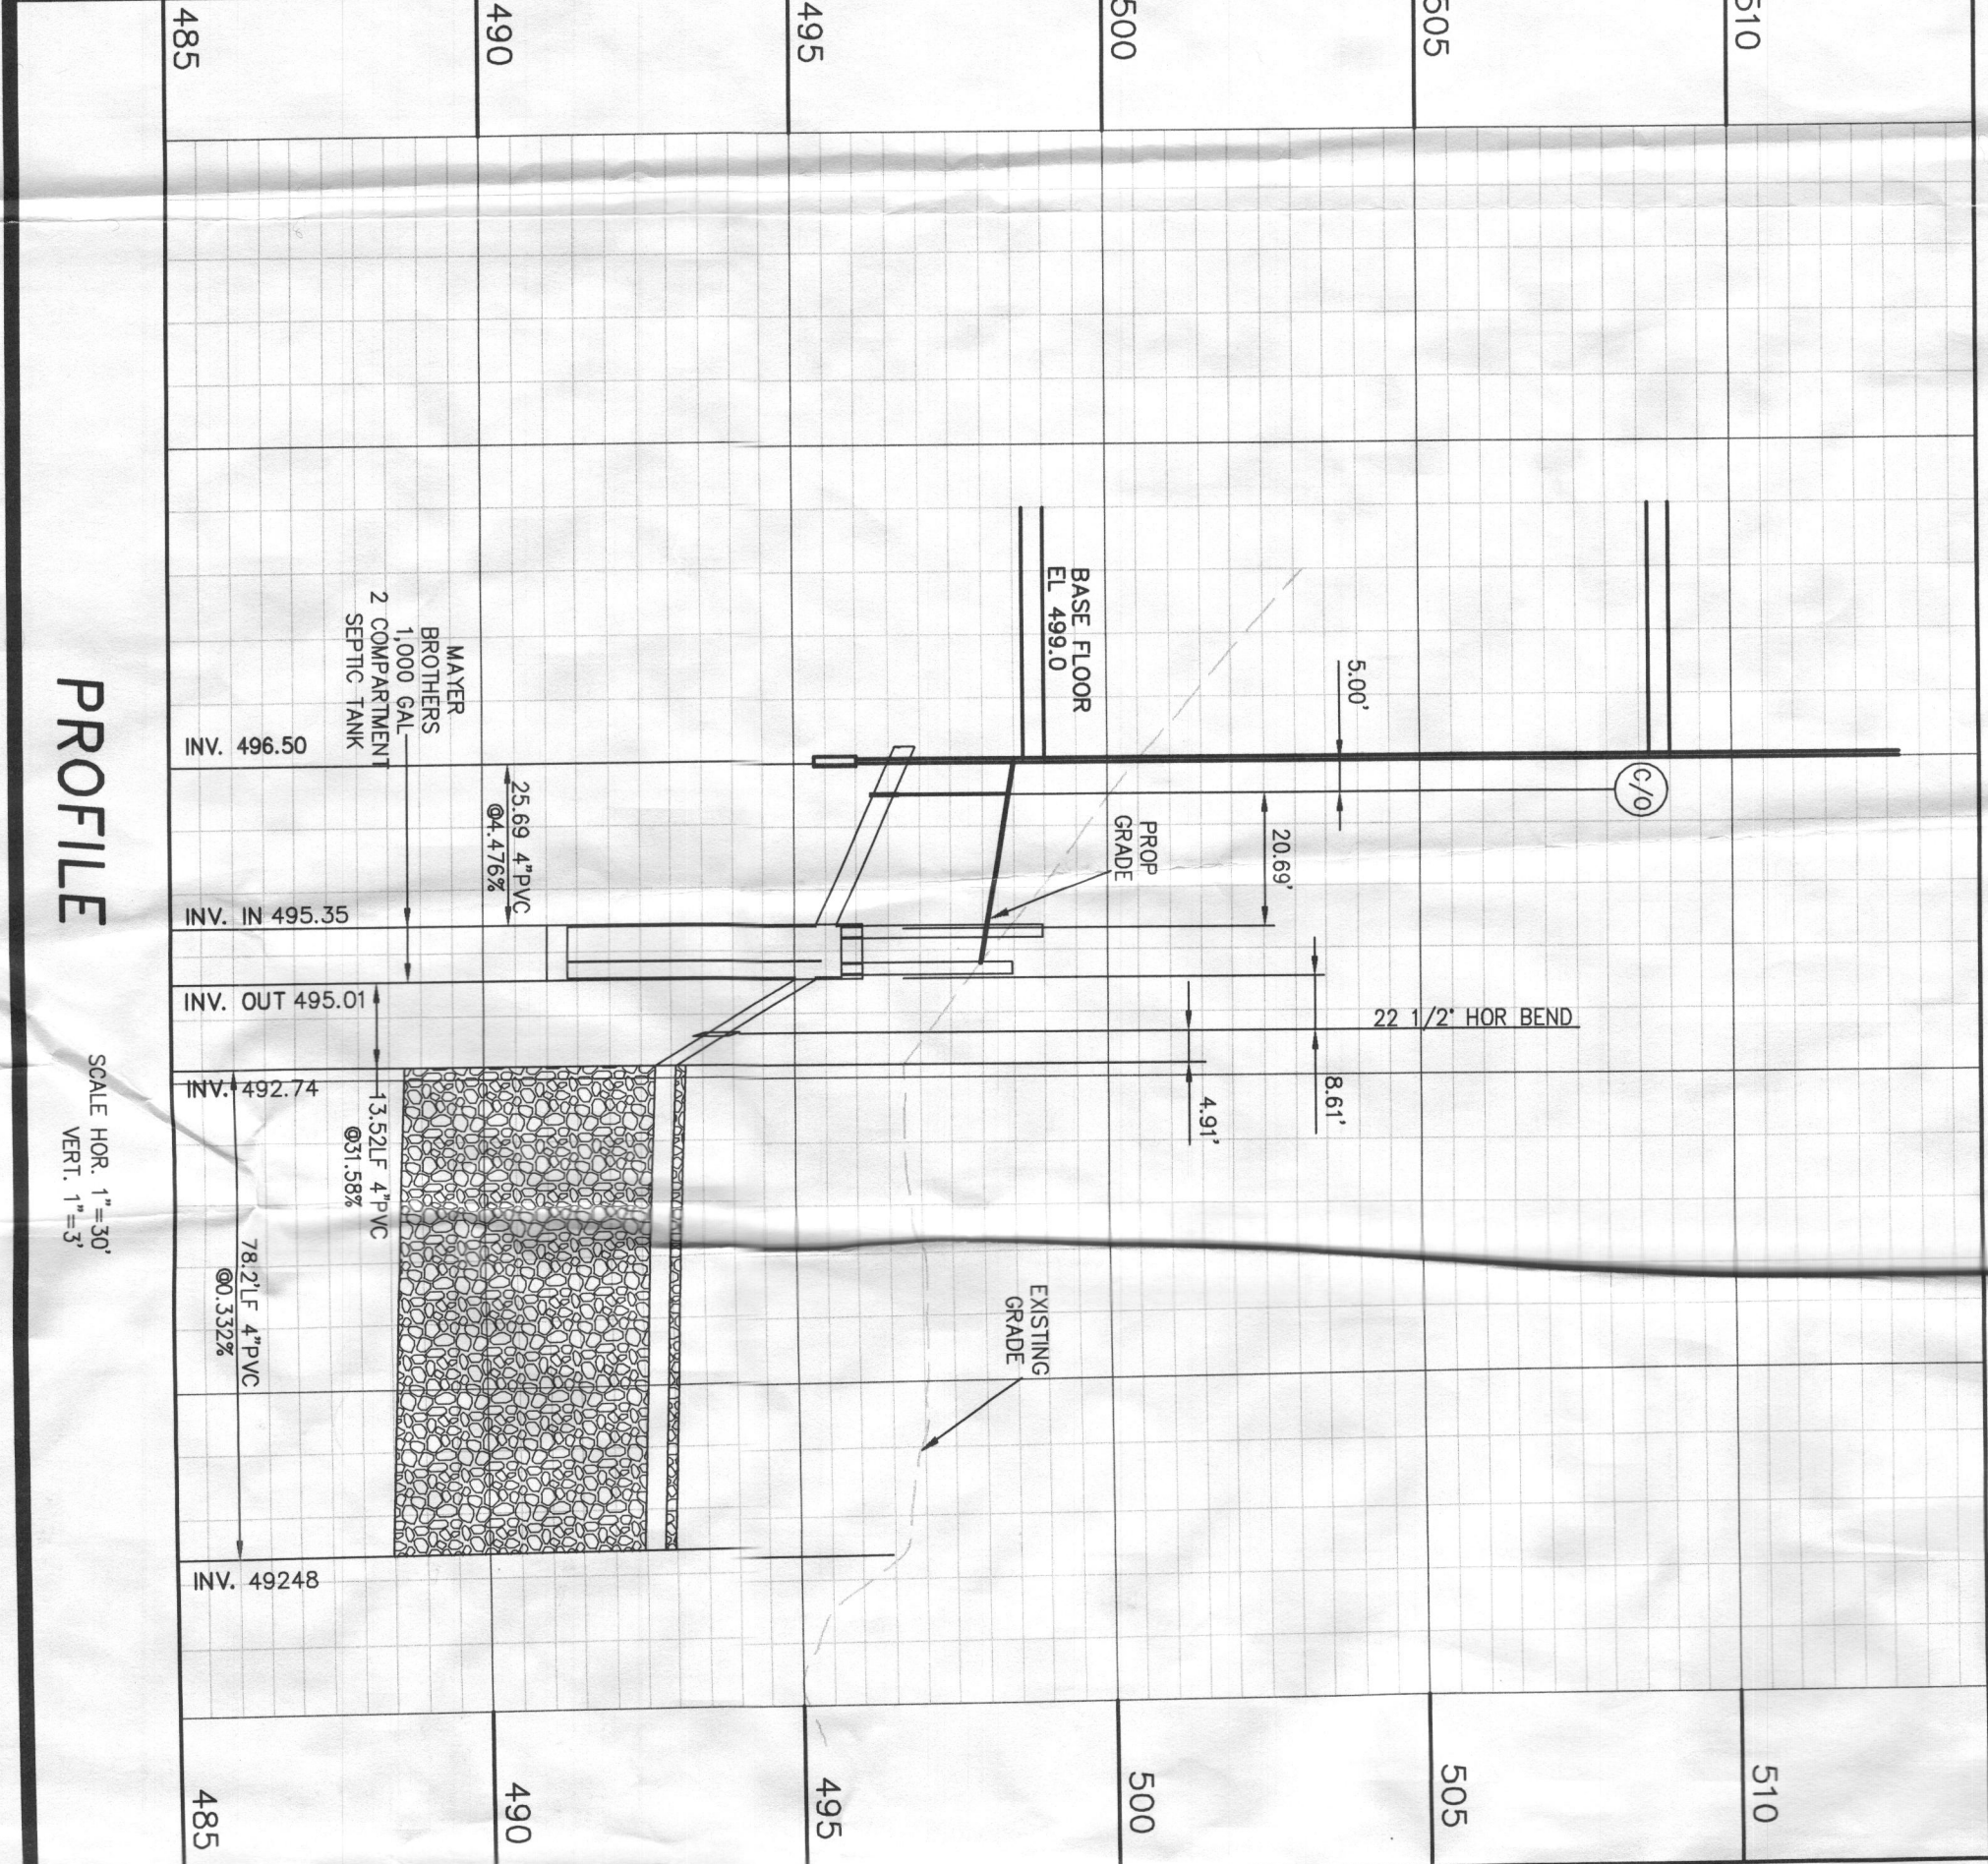 510
505
500
495
490
485
C/O
5.00'
20.69'
22 1/2° HOR BEND
8.61'
4.91'
BASE FLOOR
EL 499.0
PROP
GRADE
EXISTING
GRADE
MAYER
BROTHERS
1,000 GAL
2 COMPARTMENT
SEPTIC TANK
25.69 4"PVC
@4.476%
13.52LF 4"PVC
@31.58%
78.2'LF 4"PVC
@0.332%
INV. 496.50
INV. IN 495.35
INV. OUT 495.01
INV. 492.74
INV. 49248
510
505
500
495
490
485
PROFILE
SCALE HOR. 1"=30'
VERT. 1"=3'